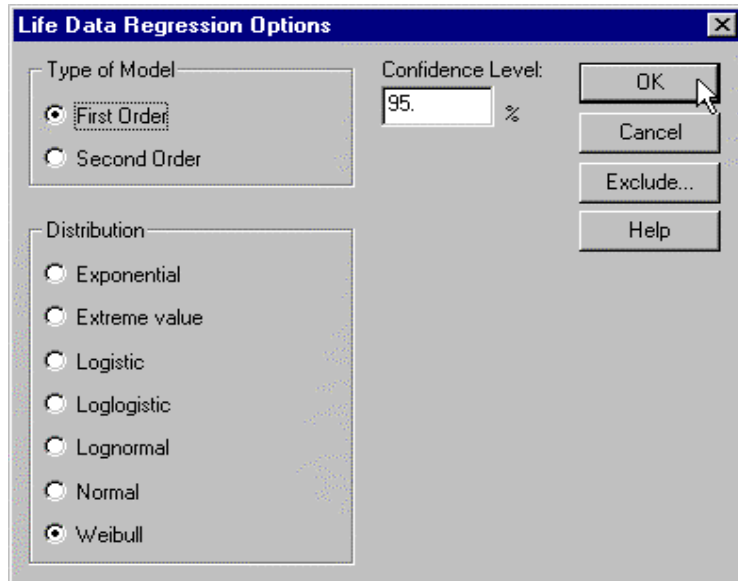 Life Data Regression Options
Type of Model
First Order
Second Order
Confidence Level:
95.
%
OK
Cancel
Exclude...
Help
Distribution
Exponential
Extreme value
Logistic
Loglogistic
Lognormal
Normal
Weibull